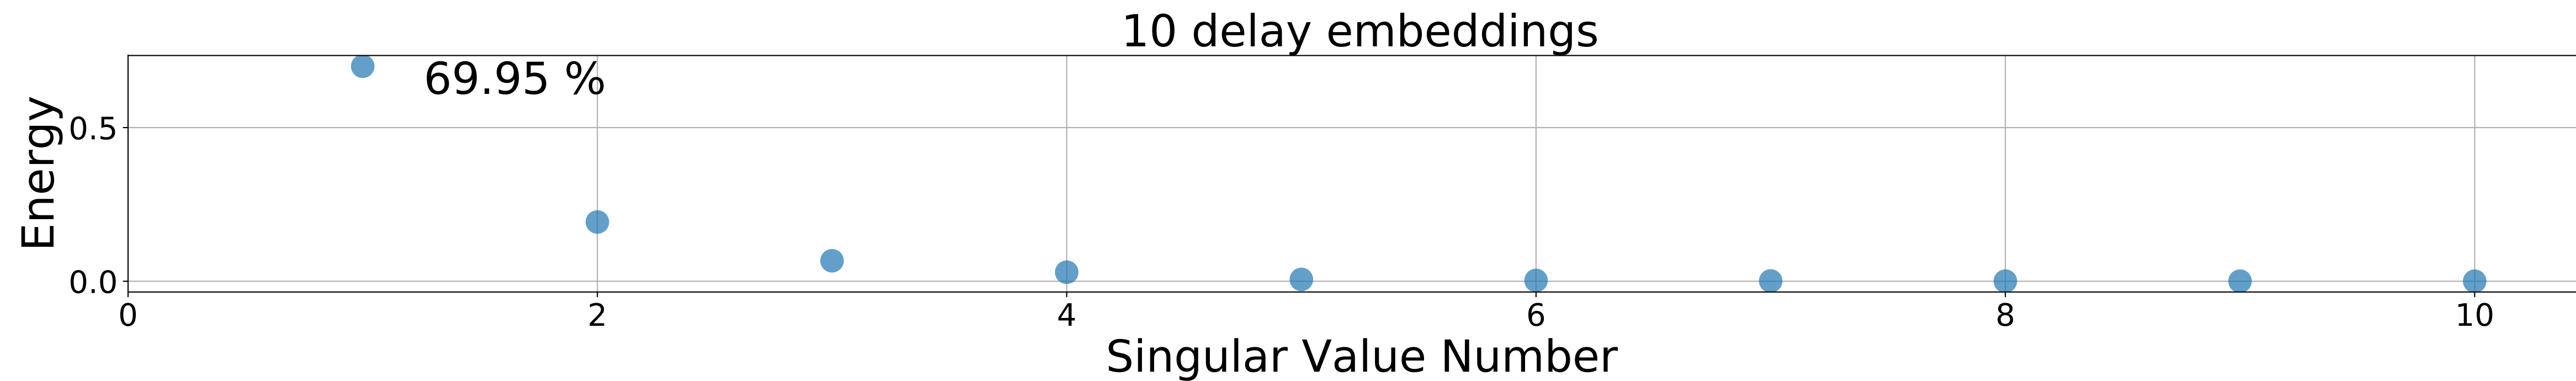 10 delay embeddings
69.95 %
Energy
0.5
0.0
0 2 4 6 8 10
Singular Value Number